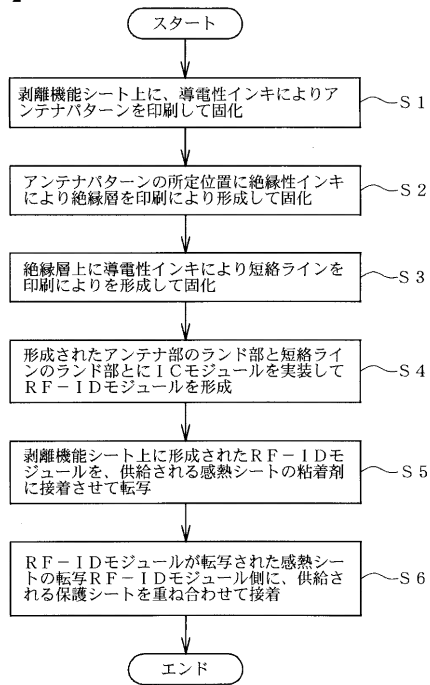 スタート
剥離機能シート上に、導電性インキによりア
ンテナパターンを印刷して固化
S1
アンテナパターンの所定位置に絶縁性インキ
により絶縁層を印刷により形成して固化
S2
絶縁層上に導電性インキにより短絡ラインを
印刷によりを形成して固化
S3
形成されたアンテナ部のランド部と短絡ライ
ンのランド部とにICモジュールを実装して
RF-IDモジュールを形成
S4
剥離機能シート上に形成されたRF-IDモ
ジュールを、供給される感熱シートの粘着剤
に接着させて転写
S5
RF-IDモジュールが転写された感熱シー
トの転写RF-IDモジュール側に、供給さ
れる保護シートを重ね合わせて接着
S6
エンド